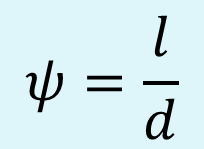 ψ = l/d